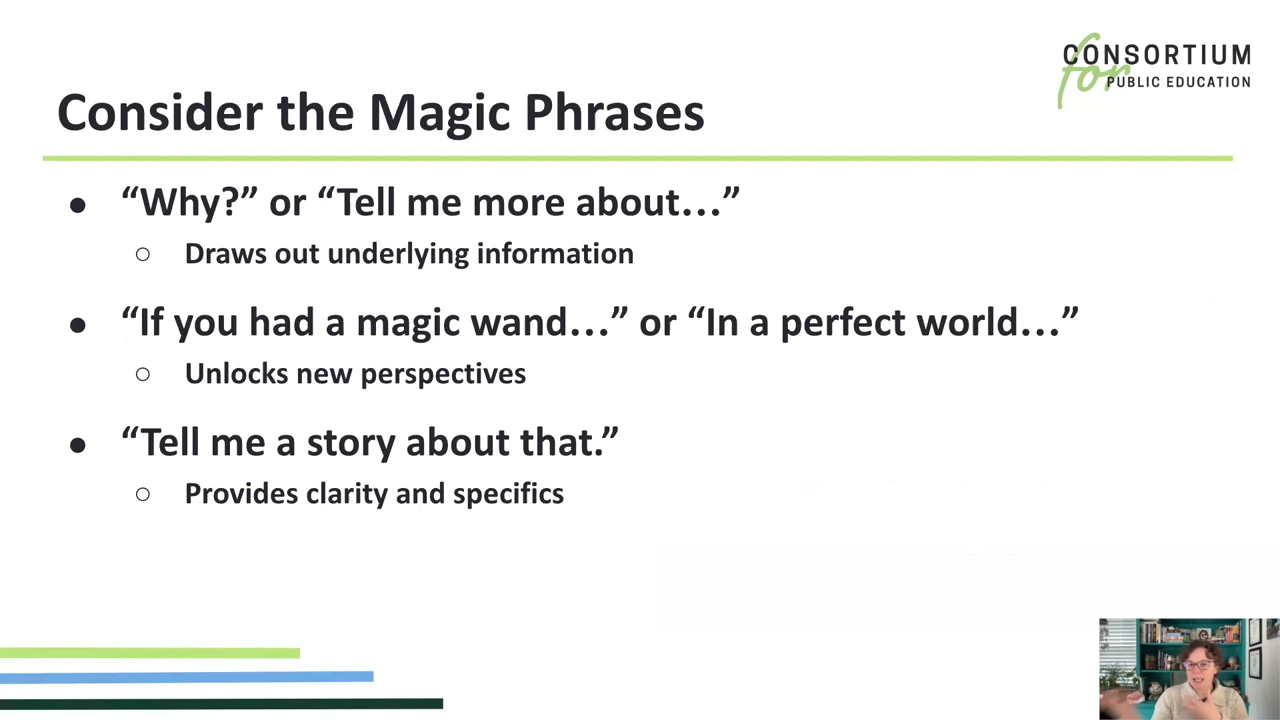 CONSORTIUM
for PUBLIC EDUCATION
Consider the Magic Phrases
● “Why?” or “Tell me more about…”
○ Draws out underlying information
● “If you had a magic wand…” or “In a perfect world…”
○ Unlocks new perspectives
● “Tell me a story about that.”
○ Provides clarity and specifics